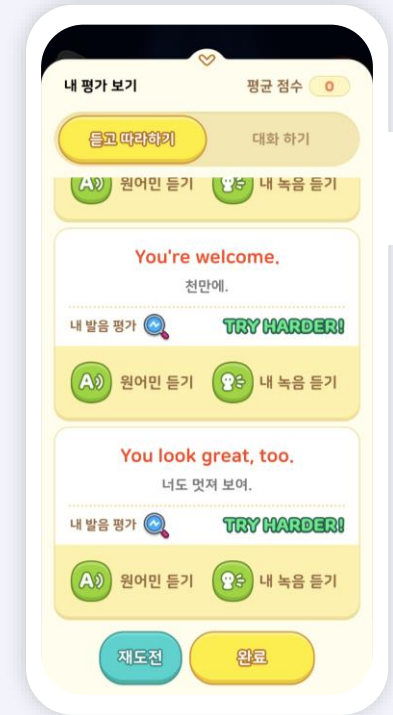 내 평가 보기 평균 점수 0
듣고 따라하기 대화 하기
A 원어민 듣기 내 녹음 듣기
You're welcome.
천만에.
내 발음 평가 TRY HARDER!
A 원어민 듣기 내 녹음 듣기
You look great, too.
너도 멋져 보여.
내 발음 평가 TRY HARDER!
A 원어민 듣기 내 녹음 듣기
재도전 완료